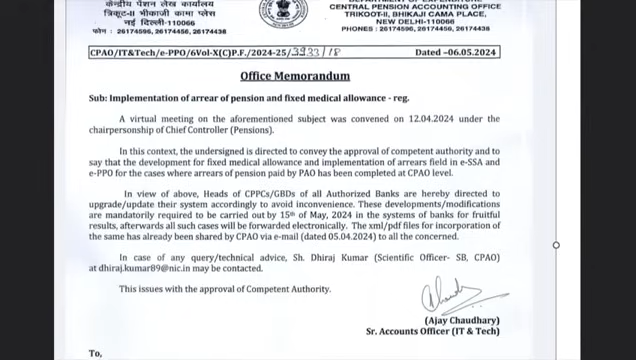 केन्द्रीय पेंशन लेखा कार्यालय
त्रिकूट-II भीकाजी कामा प्लेस
नई दिल्ली-110066
फोन : 26174596, 26174456, 26174438
CENTRAL PENSION ACCOUNTING OFFICE
TRIKOOT-II, BHIKAJI CAMA PLACE,
NEW DELHI-110066
PHONES : 26174596, 26174456, 26174438
CPAO/IT&Tech/e-PPO/6Vol-X(C)P.F./2024-25/3933/18 Dated -06.05.2024
Office Memorandum
Sub: Implementation of arrear of pension and fixed medical allowance - reg.
A virtual meeting on the aforementioned subject was convened on 12.04.2024 under the
chairpersonship of Chief Controller (Pensions).
In this context, the undersigned is directed to convey the approval of competent authority and to
say that the development for fixed medical allowance and implementation of arrears field in e-SSA and
e-PPO for the cases where arrears of pension paid by PAO has been completed at CPAO level.
In view of above, Heads of CPPCs/GBDs of all Authorized Banks are hereby directed to
upgrade/update their system accordingly to avoid inconvenience. These developments/modifications
are mandatorily required to be carried out by 15th of May, 2024 in the systems of banks for fruitful
results, afterwards all such cases will be forwarded electronically. The xml/pdf files for incorporation of
the same has already been shared by CPAO via e-mail (dated 05.04.2024) to all the concerned.
In case of any query/technical advice, Sh. Dhiraj Kumar (Scientific Officer- SB, CPAO)
at dhiraj.kumar89@nic.in may be contacted.
This issues with the approval of Competent Authority.
(Ajay Chaudhary)
Sr. Accounts Officer (IT & Tech)
To,